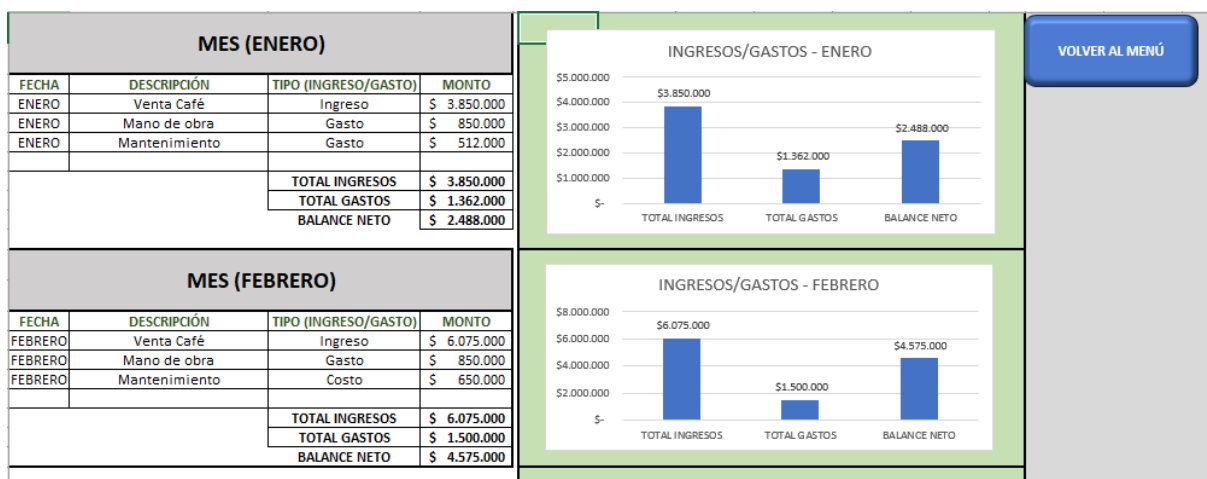 MES (ENERO)
FECHA DESCRIPCIÓN TIPO (INGRESO/GASTO) MONTO
ENERO Venta Café Ingreso $ 3.850.000
ENERO Mano de obra Gasto $ 850.000
ENERO Mantenimiento Gasto $ 512.000
TOTAL INGRESOS $ 3.850.000
TOTAL GASTOS $ 1.362.000
BALANCE NETO $ 2.488.000
INGRESOS/GASTOS - ENERO
$5.000.000
$4.000.000
$3.000.000
$2.000.000
$1.000.000
$-
$3.850.000
$1.362.000
$2.488.000
TOTAL INGRESOS TOTAL GASTOS BALANCE NETO
VOLVER AL MENÚ
MES (FEBRERO)
FECHA DESCRIPCIÓN TIPO (INGRESO/GASTO) MONTO
FEBRERO Venta Café Ingreso $ 6.075.000
FEBRERO Mano de obra Gasto $ 850.000
FEBRERO Mantenimiento Costo $ 650.000
TOTAL INGRESOS $ 6.075.000
TOTAL GASTOS $ 1.500.000
BALANCE NETO $ 4.575.000
INGRESOS/GASTOS - FEBRERO
$8.000.000
$6.000.000
$4.000.000
$2.000.000
$-
$6.075.000
$1.500.000
$4.575.000
TOTAL INGRESOS TOTAL GASTOS BALANCE NETO